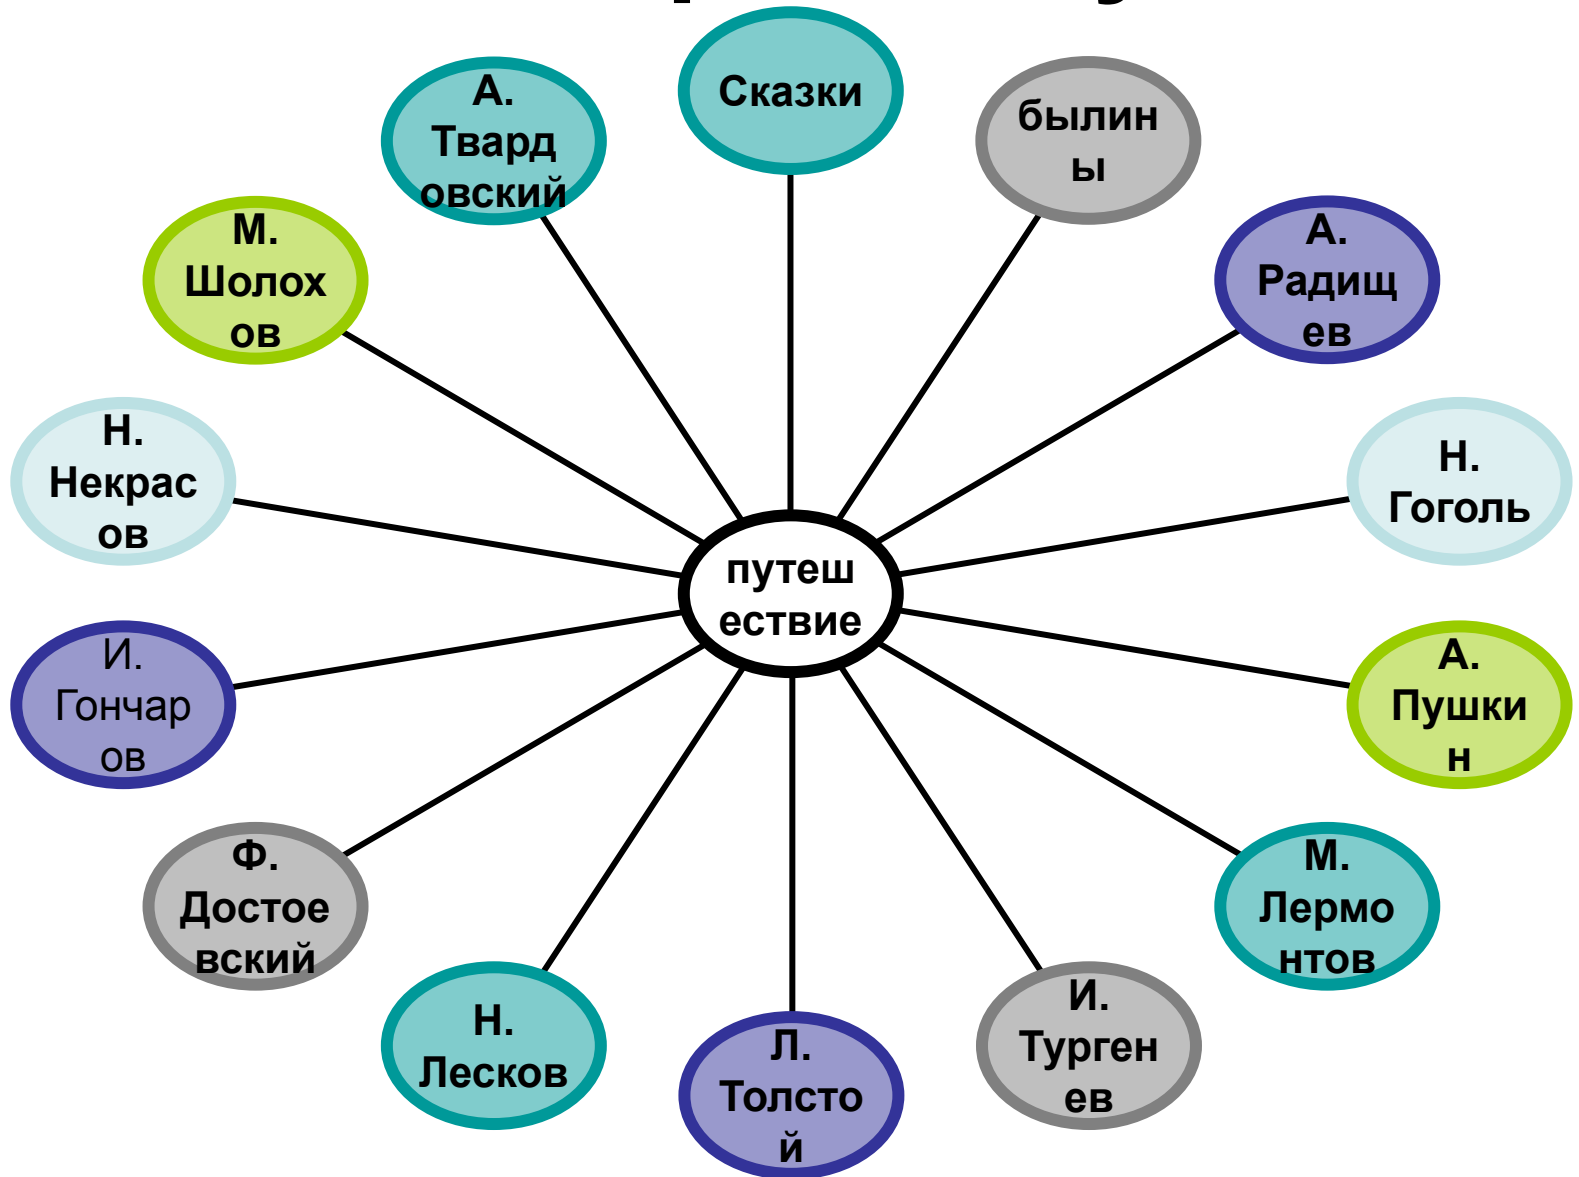 Сказки
былин
ы
А.
Радищ
ев
Н.
Гоголь
А.
Пушки
н
М.
Лермо
нтов
И.
Турген
ев
Л.
Толсто
й
Н.
Лесков
Ф.
Достое
вский
И.
Гончар
ов
Н.
Некрас
ов
М.
Шолох
ов
А.
Твард
овский
путеш
ествие